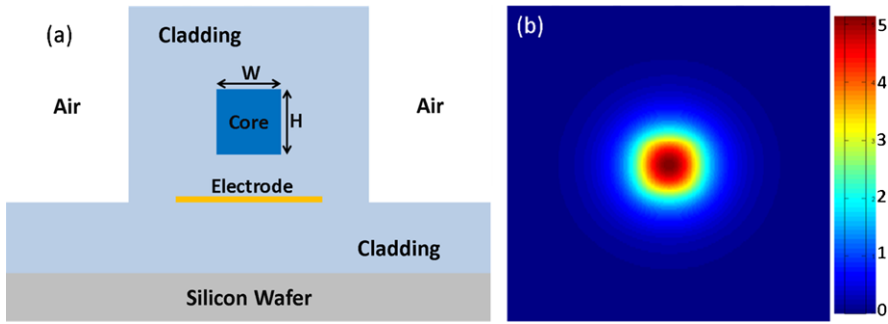 (a)
Cladding
W
Air
Core
H
Air
Electrode
Cladding
Silicon Wafer
(b)
5
4
3
2
1
0